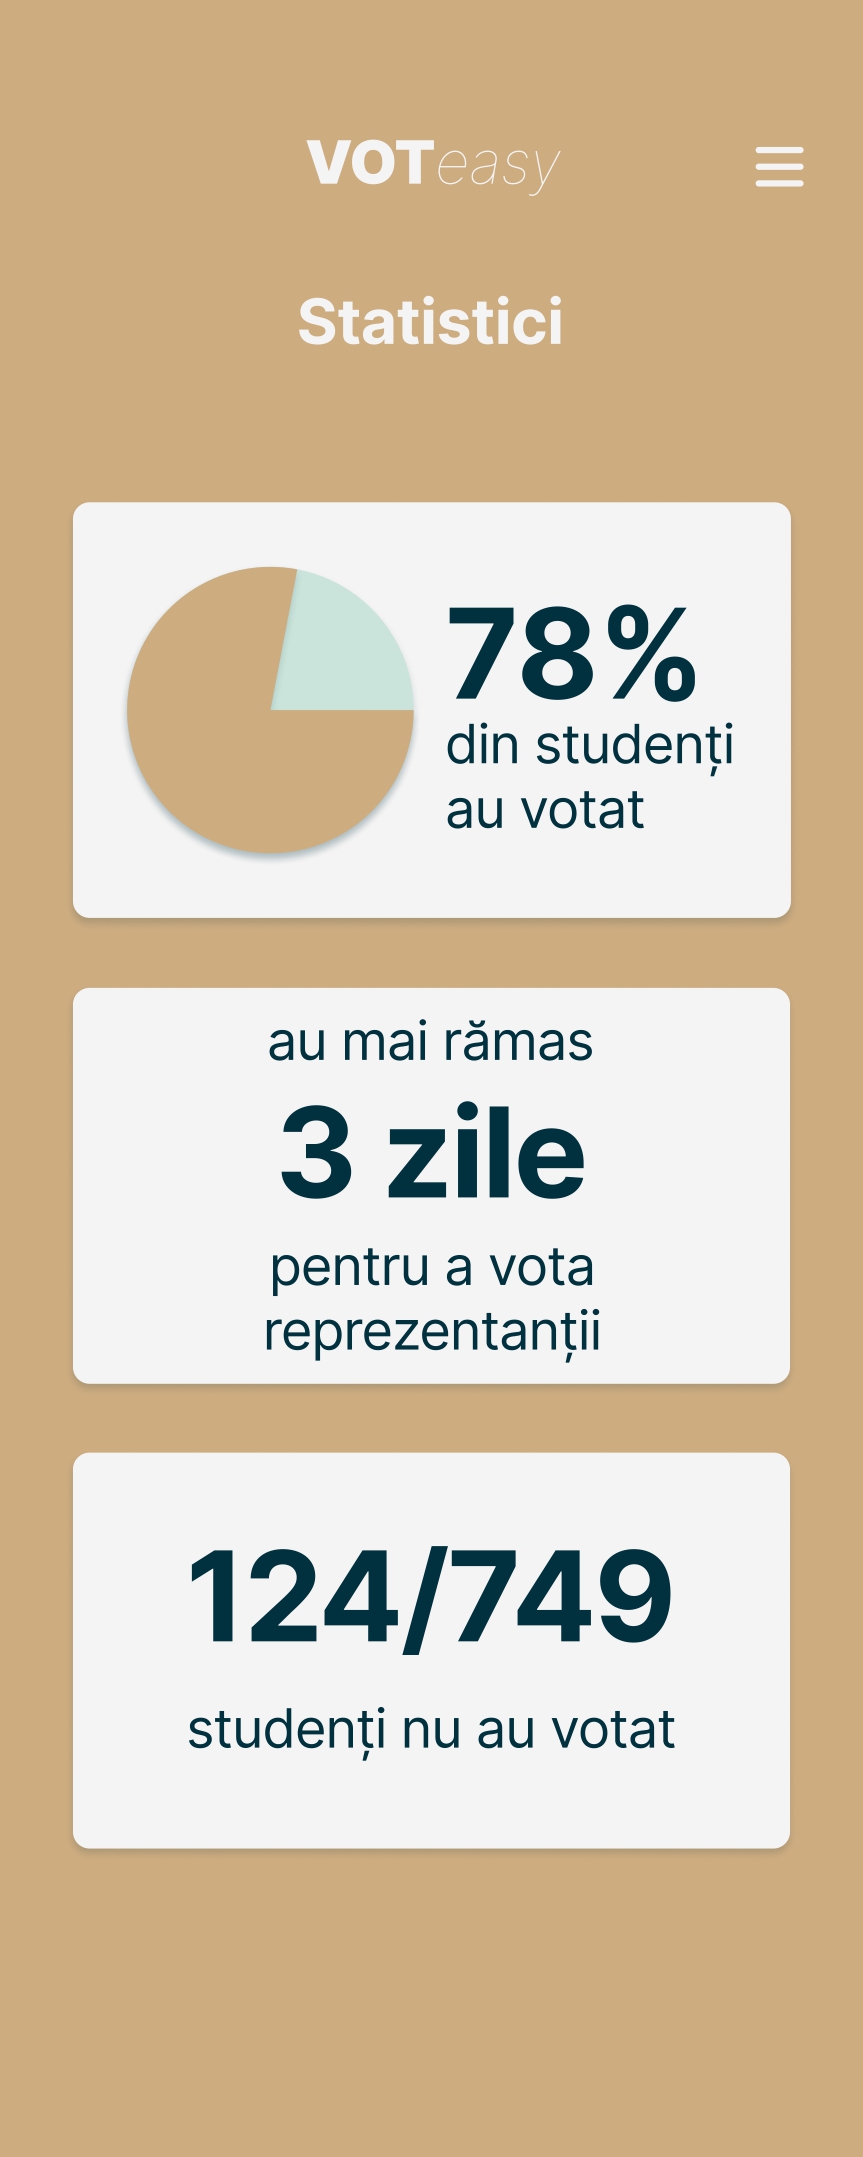 VOTeasy
Statistici
78%
din studenți
au votat
au mai rămas
3 zile
pentru a vota
reprezentanții
124/749
studenți nu au votat